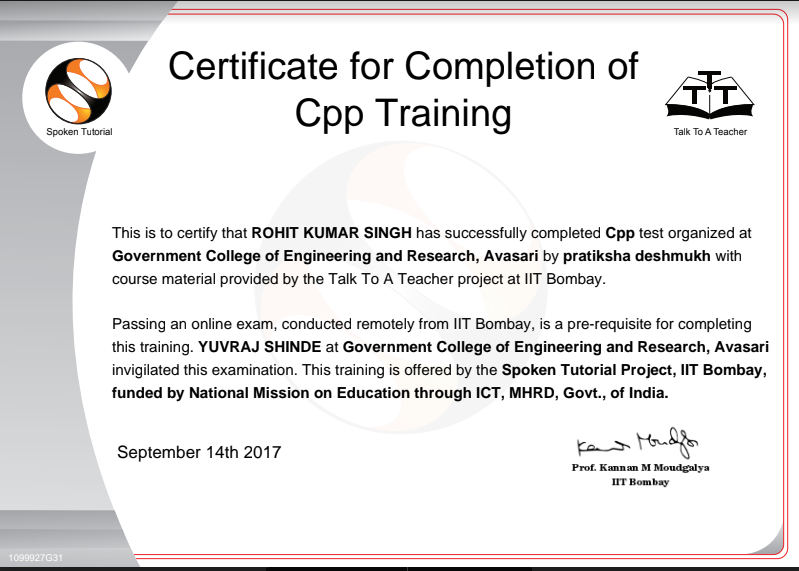 Certificate for Completion of
Cpp Training
Spoken Tutorial
TTT
Talk To A Teacher
This is to certify that ROHIT KUMAR SINGH has successfully completed Cpp test organized at
Government College of Engineering and Research, Avasari by pratiksha deshmukh with
course material provided by the Talk To A Teacher project at IIT Bombay.
Passing an online exam, conducted remotely from IIT Bombay, is a pre-requisite for completing
this training. YUVRAJ SHINDE at Government College of Engineering and Research, Avasari
invigilated this examination. This training is offered by the Spoken Tutorial Project, IIT Bombay,
funded by National Mission on Education through ICT, MHRD, Govt., of India.
September 14th 2017
Prof. Kannan M Moudgalya
IIT Bombay
1099927G31